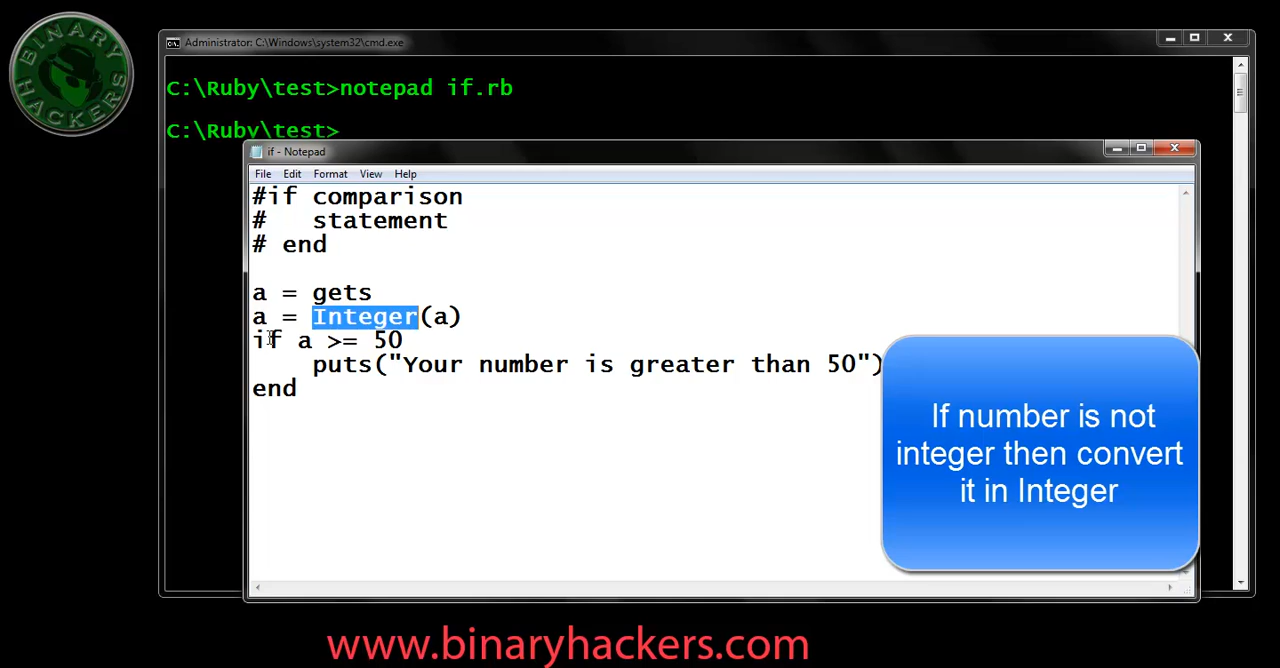 BINARY
HACKERS
Administrator: C:\Windows\system32\cmd.exe
C:\Ruby\test>notepad if.rb
C:\Ruby\test>
if - Notepad
File Edit Format View Help
#if comparison
#   statement
# end
a = gets
a = Integer(a)
if a >= 50
    puts("Your number is greater than 50")
end
If number is not
integer then convert
it in Integer
www.binaryhackers.com